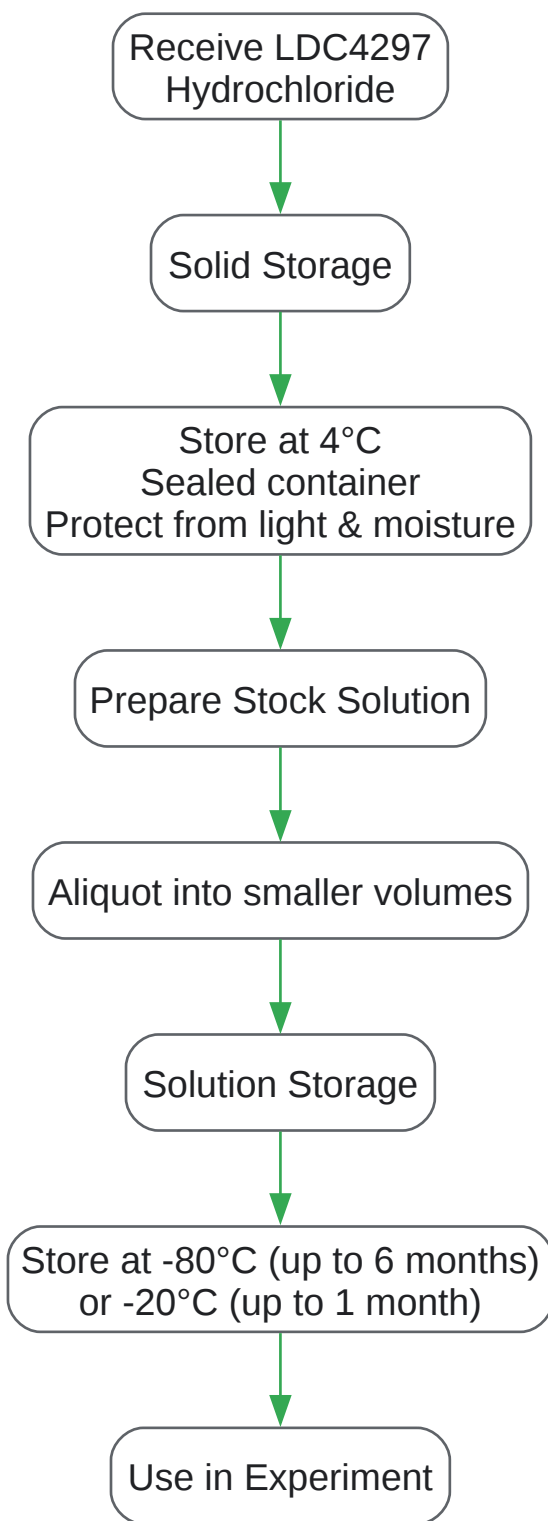 Receive LDC4297
Hydrochloride
Solid Storage
Store at 4°C
Sealed container
Protect from light & moisture
Prepare Stock Solution
Aliquot into smaller volumes
Solution Storage
Store at -80°C (up to 6 months)
or -20°C (up to 1 month)
Use in Experiment